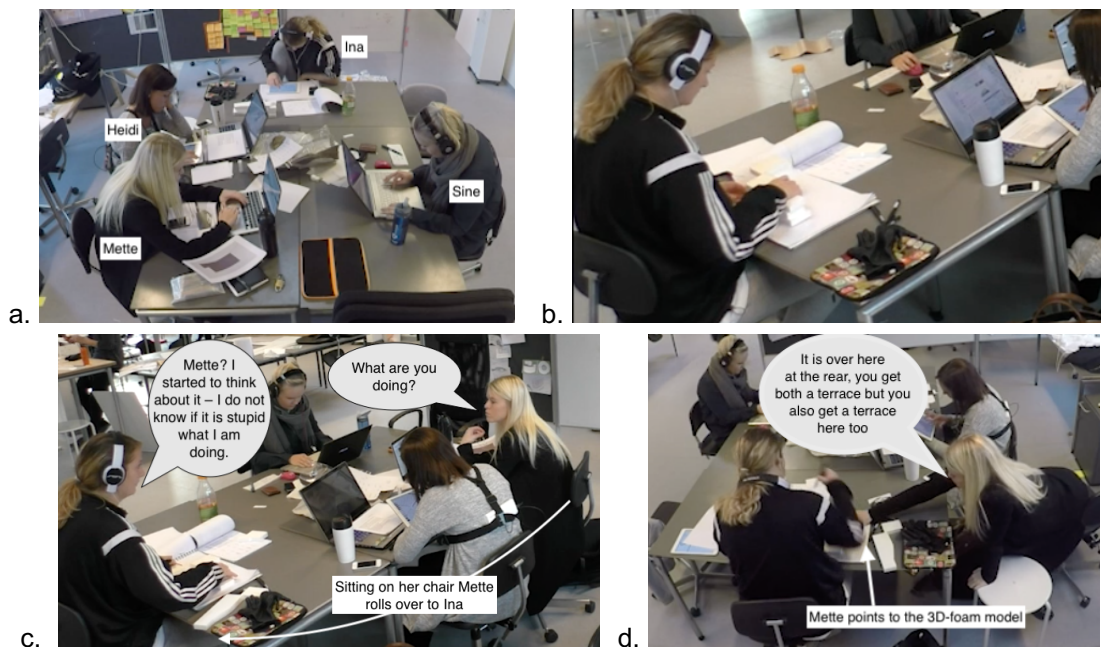 Ina
Heidi
Sine
Mette
a.
b.
Mette? I
started to think
about it – I do not
know if it is stupid
what I am
doing.
What are you
doing?
Sitting on her chair Mette
rolls over to Ina
c.
It is over here
at the rear, you get
both a terrace but you
also get a terrace
here too
Mette points to the 3D-foam model
d.